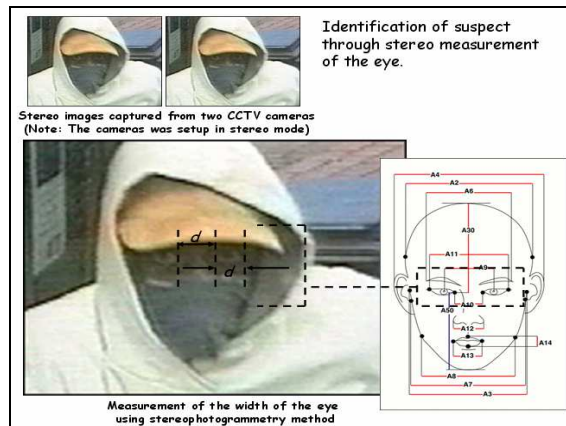 Identification of suspect
through stereo measurement
of the eye.
Stereo images captured from two CCTV cameras
(Note: The cameras was setup in stereo mode)
A4
A2
A6
A30
A11
A9
d
d
A10
A50
A12
A14
A13
A8
A7
A3
Measurement of the width of the eye
using stereophotogrammetry method